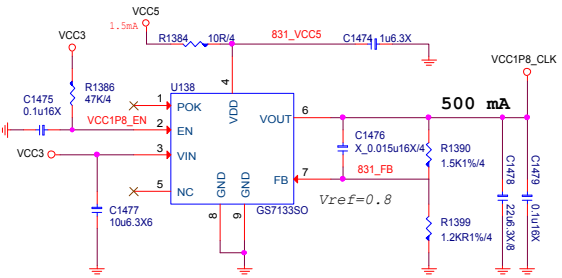 VCC5
1.5mA
R1384 10R/4
831_VCC5
C1474 1u6.3X
VCC3
VCC1P8_CLK
C1475
0.1u16X
R1386
47K/4
U138
500 mA
1 POK
4 VDD
VOUT 6
VCC1P8_EN
2 EN
C1476
X_0.015u16X/4
R1390
1.5K1%/4
VCC3
3 VIN
831_FB
FB 7
5 NC
GND
GND
GS7133SO
Vref=0.8
C1477
10u6.3X6
8
9
R1399
1.2KR1%/4
C1478
22u6.3X/8
C1479
0.1u16X